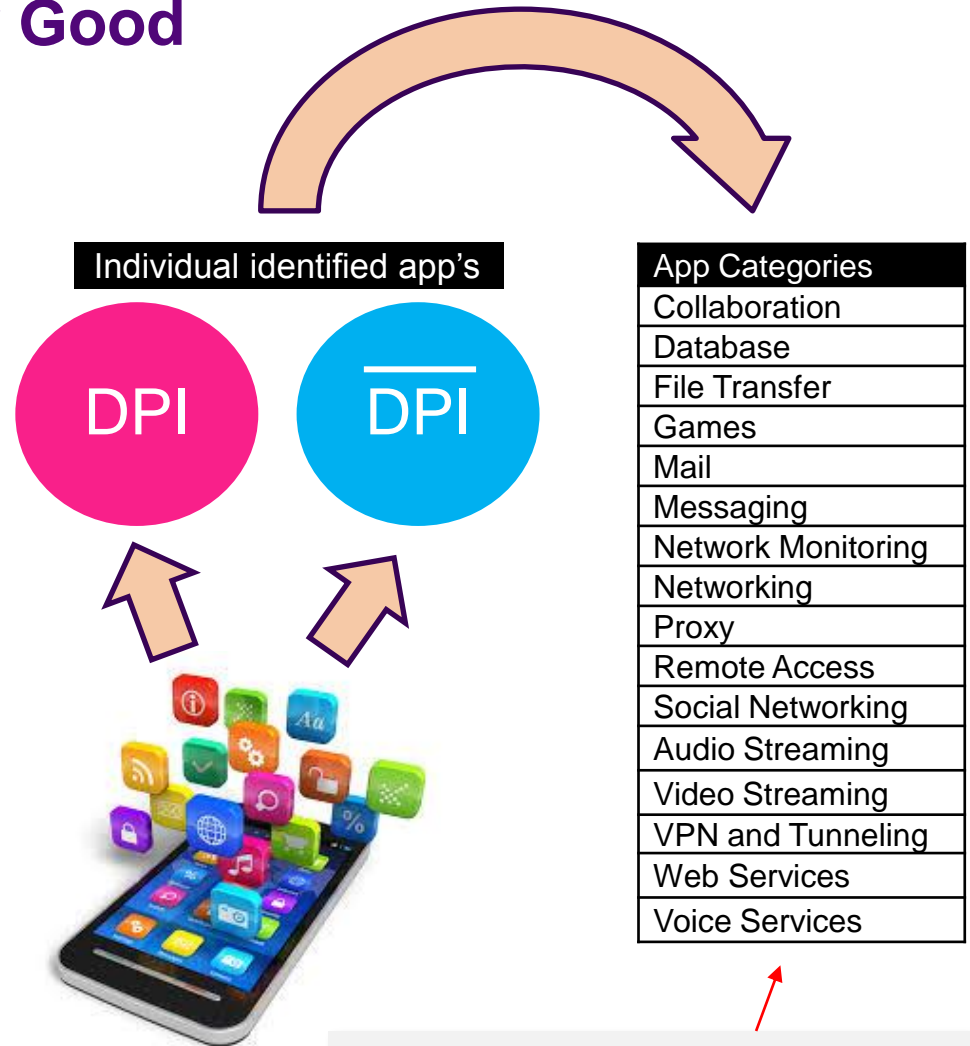 Good
Individual identified app's
DPI
D̅P̅I̅
App Categories
Collaboration
Database
File Transfer
Games
Mail
Messaging
Network Monitoring
Networking
Proxy
Remote Access
Social Networking
Audio Streaming
Video Streaming
VPN and Tunneling
Web Services
Voice Services
Aa
%